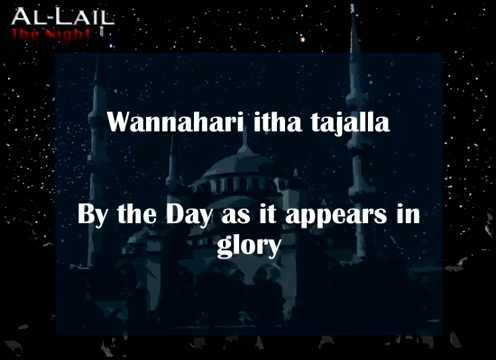 AL-LAIL
The Night
Wannahari itha tajalla
By the Day as it appears in
glory